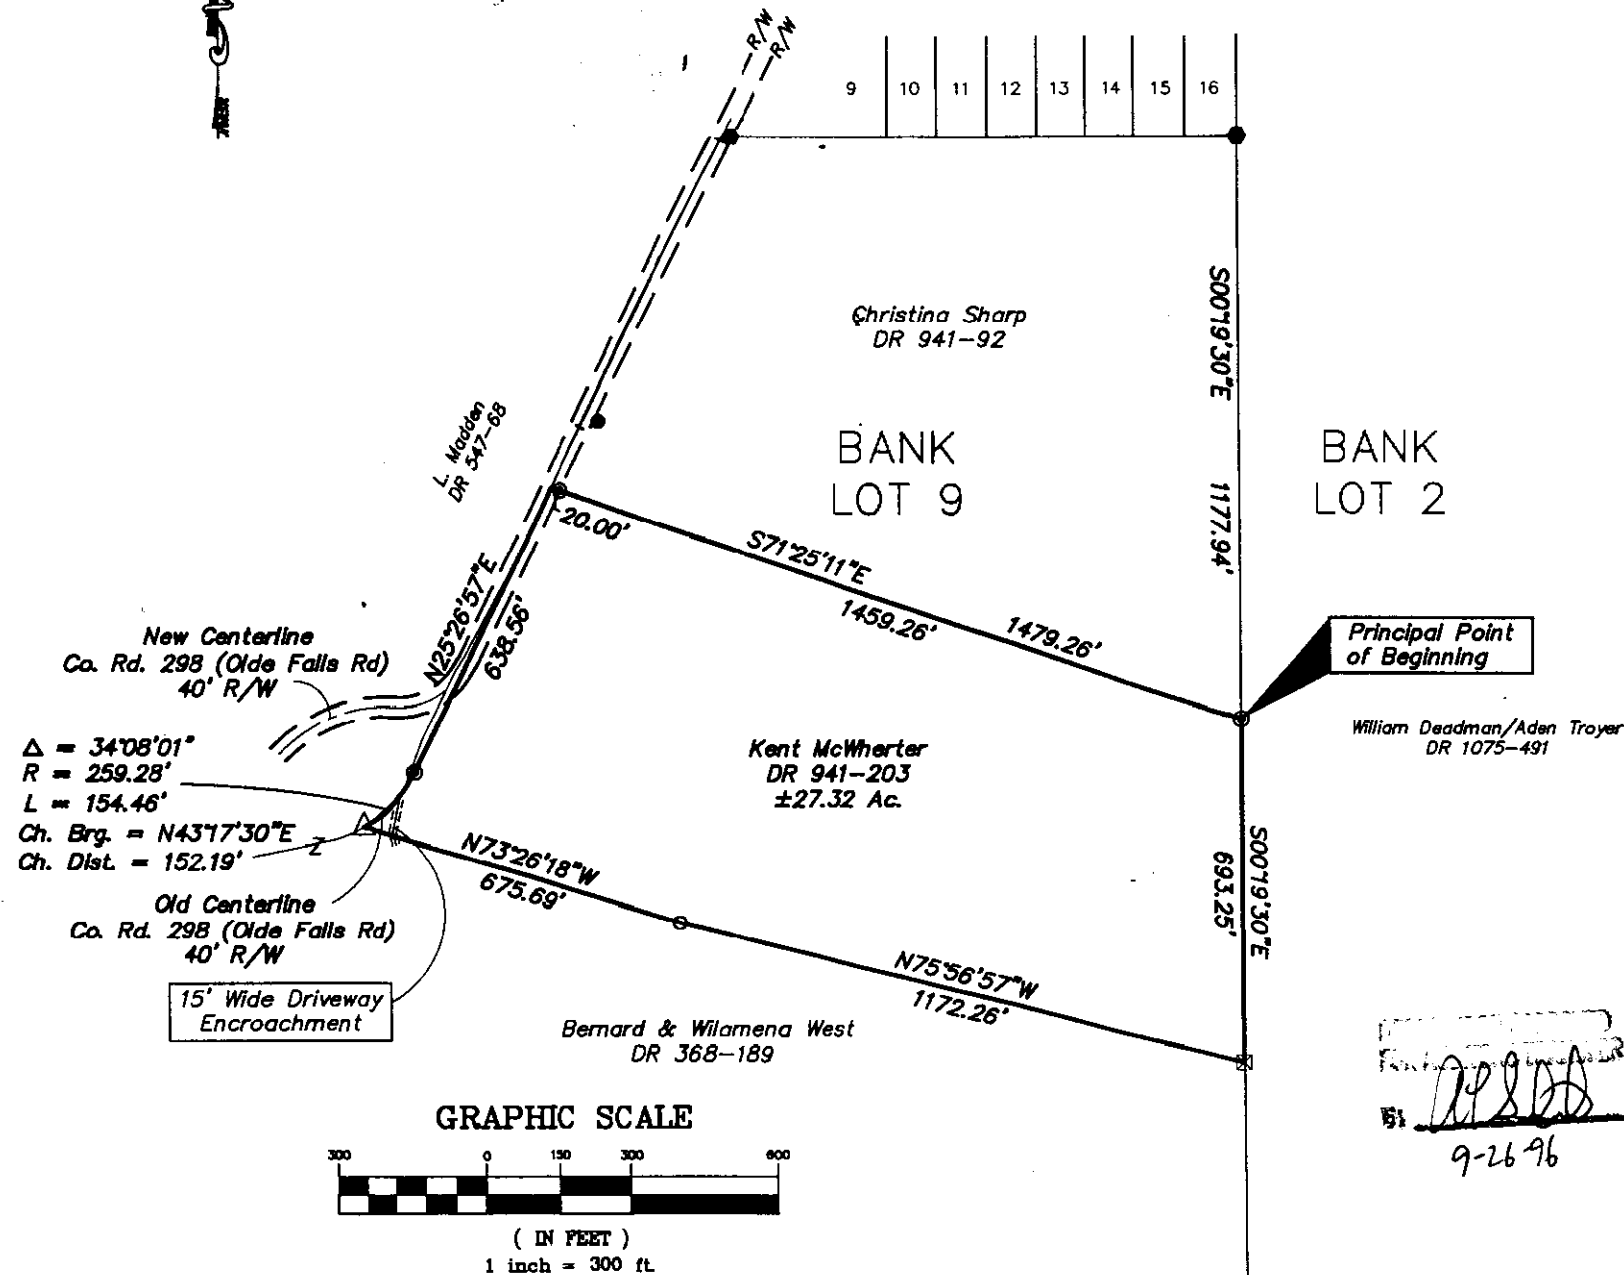 R/W
R/W
9 10 11 12 13 14 15 16
S00°19'30"E
1177.94'
Christina Sharp
DR 941-92
L. Madden
DR 547-68
BANK
LOT 9
BANK
LOT 2
20.00'
S71°25'11"E
1459.26'
1479.26'
N25°26'57"E
638.56'
Principal Point
of Beginning
New Centerline
Co. Rd. 298 (Olde Falls Rd)
40' R/W
William Deadman/Aden Troyer
DR 1075-491
Δ = 34°08'01"
R = 259.28'
L = 154.46'
Ch. Brg. = N43°17'30"E
Ch. Dist. = 152.19'
Kent McWherter
DR 941-203
±27.32 Ac.
N73°26'18"W
675.69'
S00°19'30"E
693.25'
Old Centerline
Co. Rd. 298 (Olde Falls Rd)
40' R/W
15' Wide Driveway
Encroachment
N75°56'57"W
1172.26'
Bernard & Wilamena West
DR 368-189
GRAPHIC SCALE
300 0 150 300 600
( IN FEET )
1 inch = 300 ft.
9-26-96